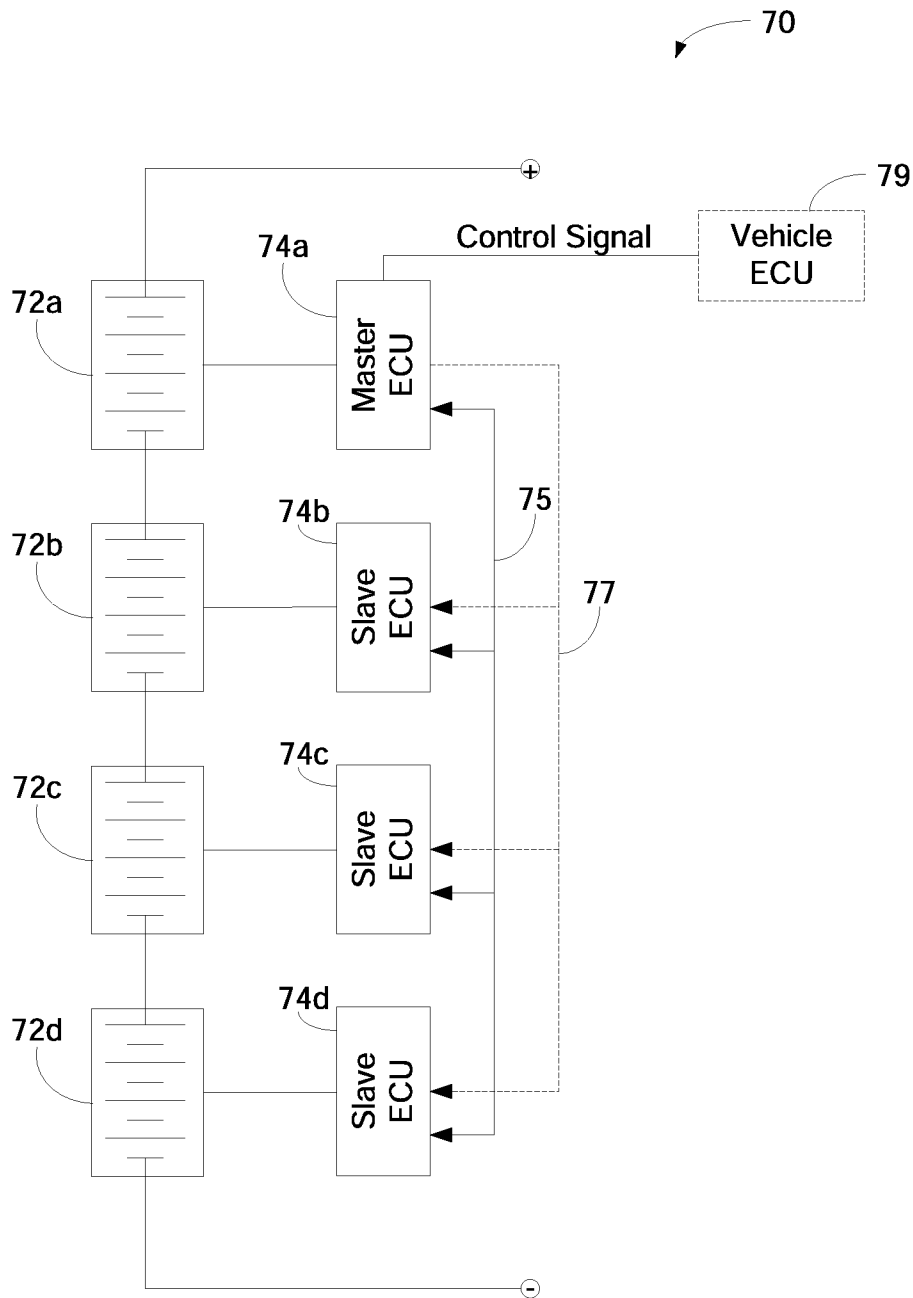 70
+
79
Control Signal
Vehicle
ECU
74a
72a
Master
ECU
75
74b
72b
Slave
ECU
77
74c
72c
Slave
ECU
74d
72d
Slave
ECU
-